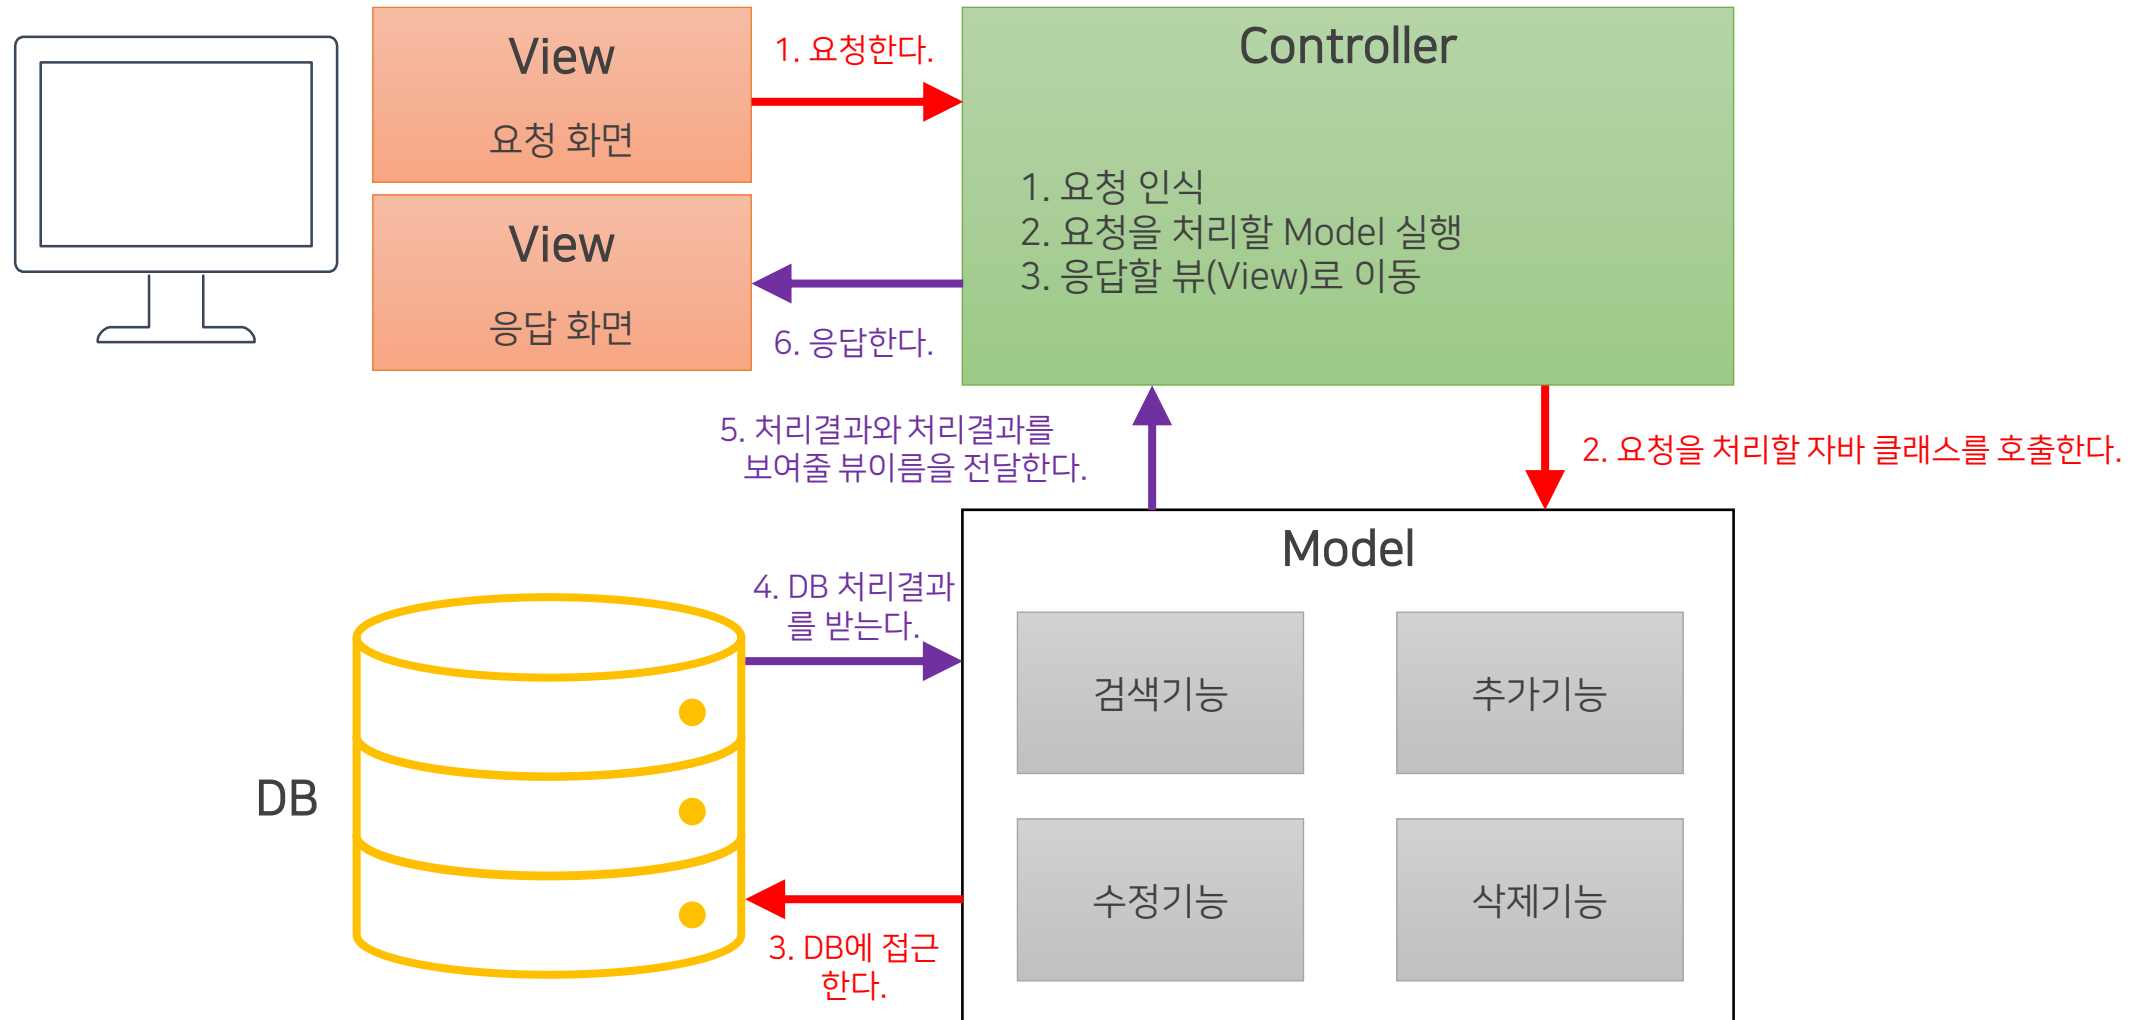 View
요청 화면
1. 요청한다.
Controller
1. 요청 인식
2. 요청을 처리할 Model 실행
3. 응답할 뷰(View)로 이동
View
응답 화면
6. 응답한다.
5. 처리결과와 처리결과를
보여줄 뷰이름을 전달한다.
2. 요청을 처리할 자바 클래스를 호출한다.
Model
4. DB 처리결과
를 받는다.
검색기능
추가기능
DB
수정기능
삭제기능
3. DB에 접근
한다.